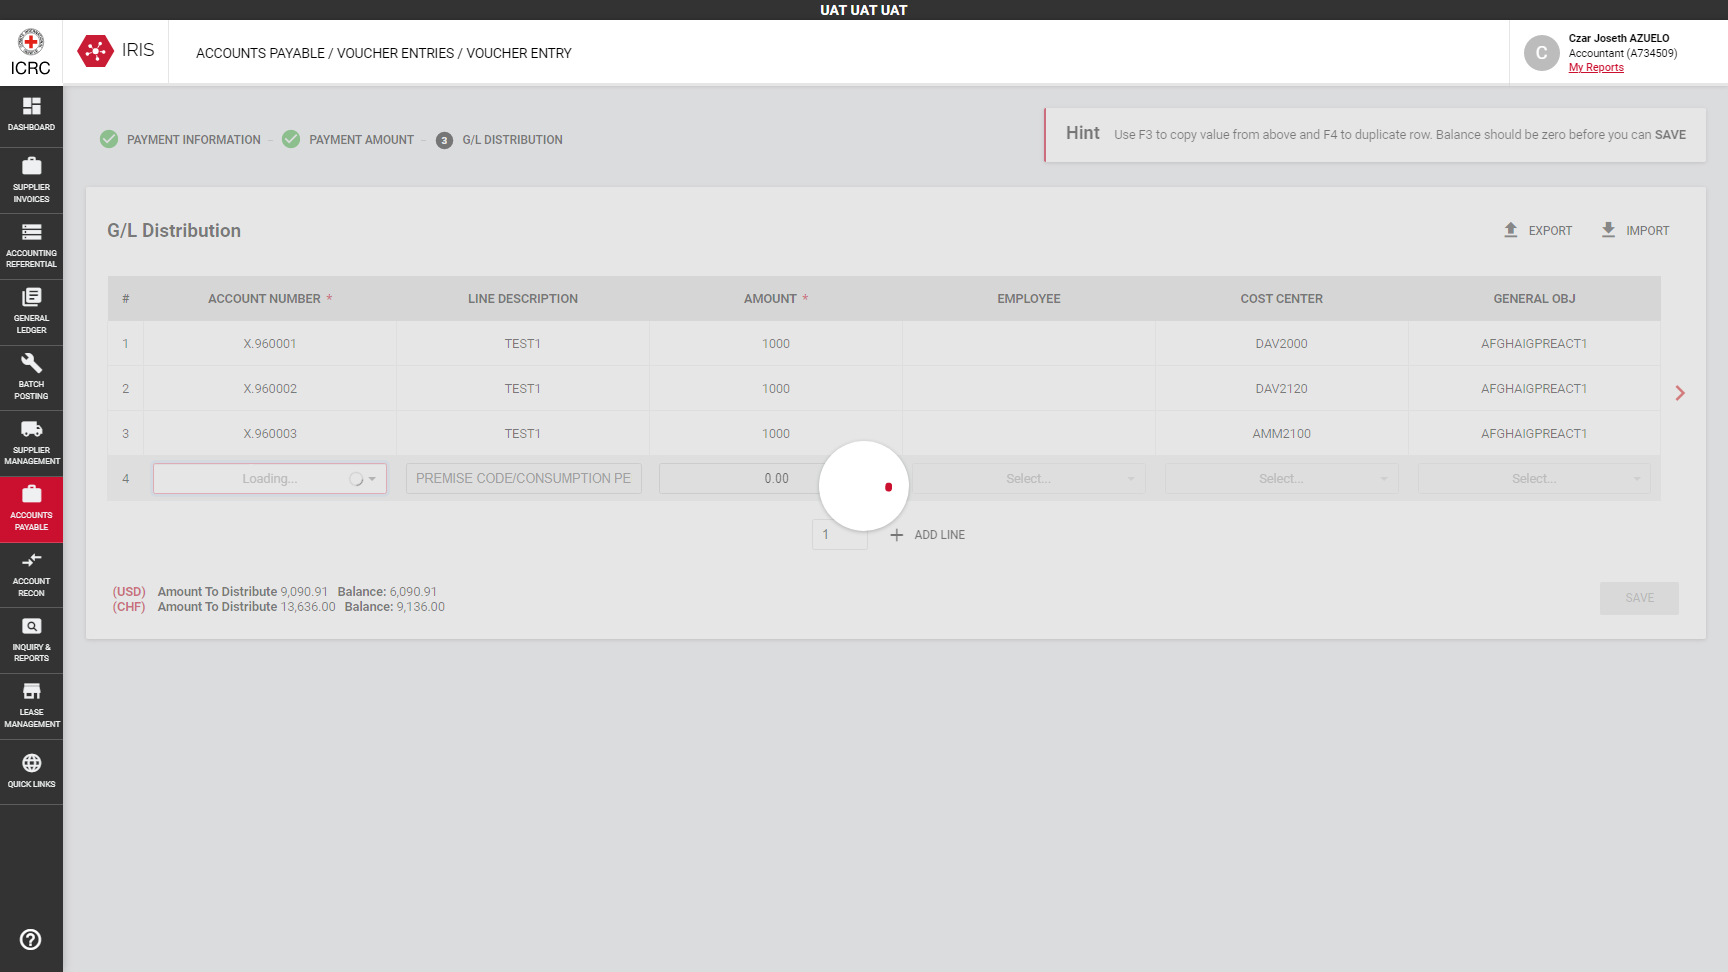 UAT UAT UAT
ICRC
IRIS
ACCOUNTS PAYABLE / VOUCHER ENTRIES / VOUCHER ENTRY
C
Czar Joseth AZUELO
Accountant (A734509)
My Reports
DASHBOARD
SUPPLIER
INVOICES
ACCOUNTING
REFERENTIAL
GENERAL
LEDGER
BATCH
POSTING
SUPPLIER
MANAGEMENT
ACCOUNTS
PAYABLE
ACCOUNT
RECON
INQUIRY &
REPORTS
LEASE
MANAGEMENT
QUICK LINKS
PAYMENT INFORMATION
PAYMENT AMOUNT
3 G/L DISTRIBUTION
Hint Use F3 to copy value from above and F4 to duplicate row. Balance should be zero before you can SAVE
G/L Distribution
EXPORT
IMPORT
# ACCOUNT NUMBER * LINE DESCRIPTION AMOUNT * EMPLOYEE COST CENTER GENERAL OBJ
1 X.960001 TEST1 1000 DAV2000 AFGHAIGPREACT1
2 X.960002 TEST1 1000 DAV2120 AFGHAIGPREACT1
3 X.960003 TEST1 1000 AMM2100 AFGHAIGPREACT1
4 Loading... PREMISE CODE/CONSUMPTION PE 0.00 Select... Select... Select...
1 ADD LINE
(USD) Amount To Distribute 9,090.91 Balance: 6,090.91
(CHF) Amount To Distribute 13,636.00 Balance: 9,136.00
SAVE